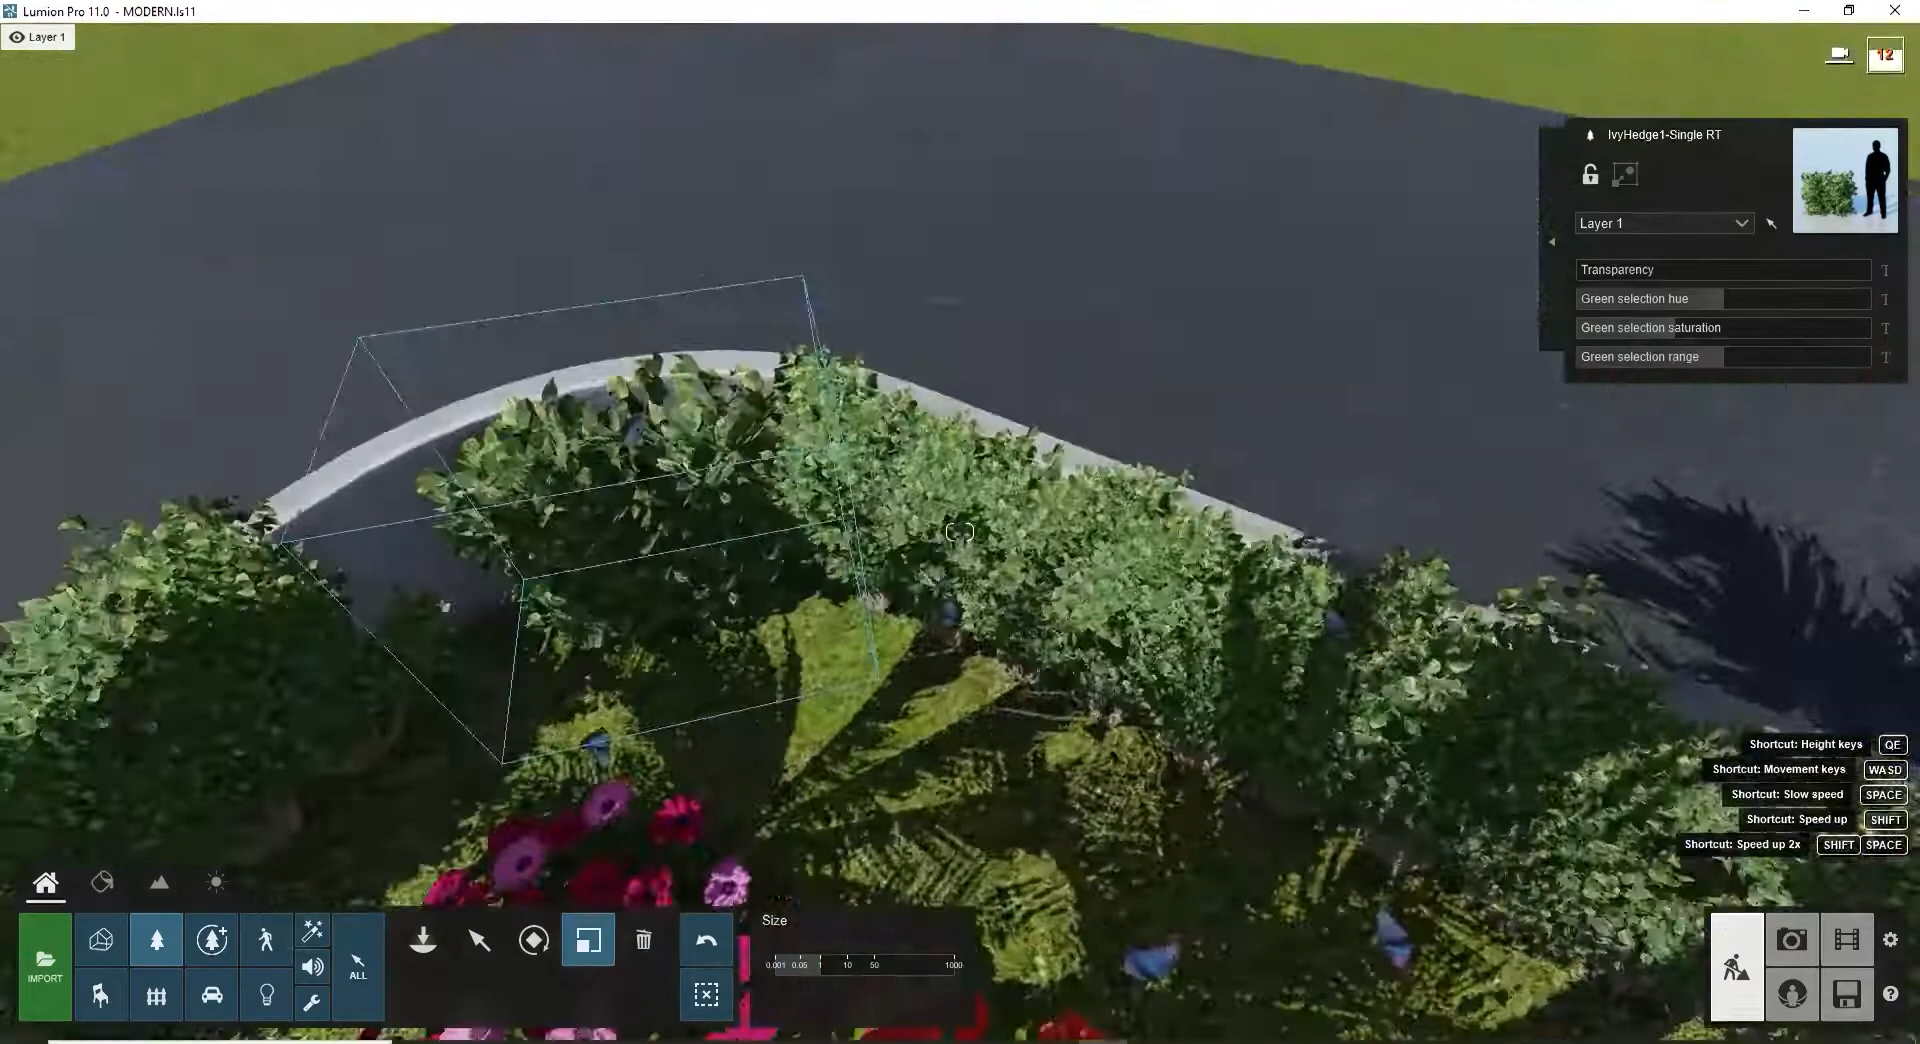 Lumion Pro 11.0 - MODERN.ls11
Layer 1
12
IvyHedge1-Single RT
Layer 1
Transparency
Green selection hue
Green selection saturation
Green selection range
Shortcut: Height keys QE
Shortcut: Movement keys WASD
Shortcut: Slow speed SPACE
Shortcut: Speed up SHIFT
Shortcut: Speed up 2x SHIFT SPACE
IMPORT
ALL
Size
0.001 0.05 1 10 50 1000